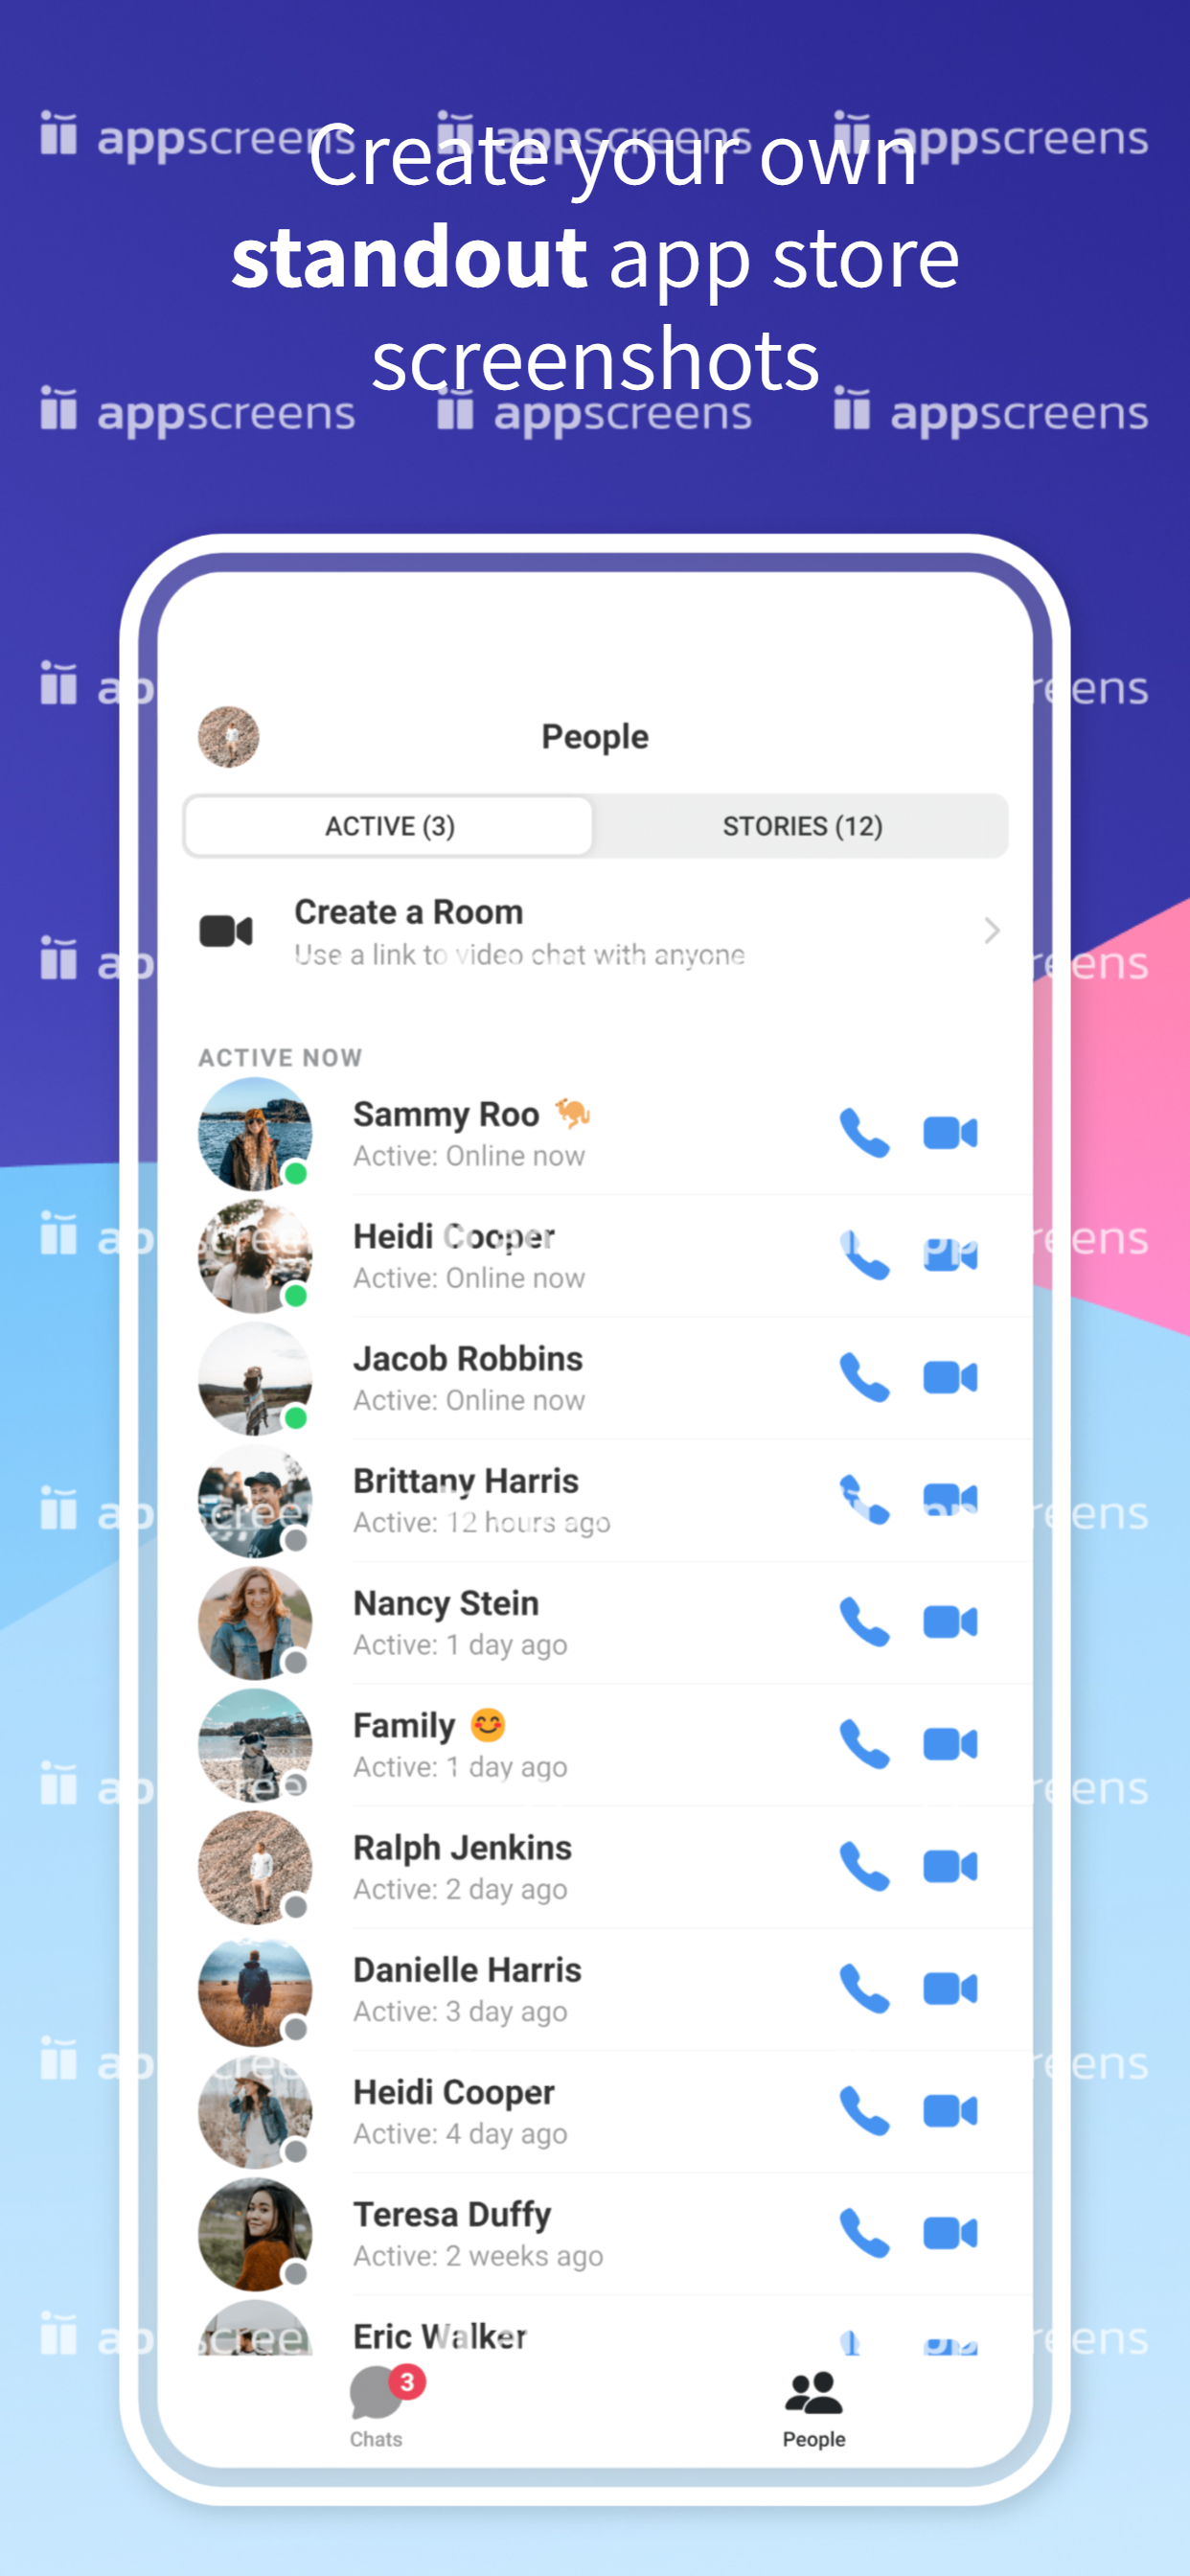 appscreens appscreens appscreens
Create your own
standout app store
screenshots
appscreens appscreens appscreens
People
ACTIVE (3) STORIES (12)
Create a Room
Use a link to video chat with anyone
ACTIVE NOW
Sammy Roo
Active: Online now
Heidi Cooper
Active: Online now
Jacob Robbins
Active: Online now
Brittany Harris
Active: 12 hours ago
Nancy Stein
Active: 1 day ago
Family 😊
Active: 1 day ago
Ralph Jenkins
Active: 2 day ago
Danielle Harris
Active: 3 day ago
Heidi Cooper
Active: 4 day ago
Teresa Duffy
Active: 2 weeks ago
Eric Walker
3
Chats People